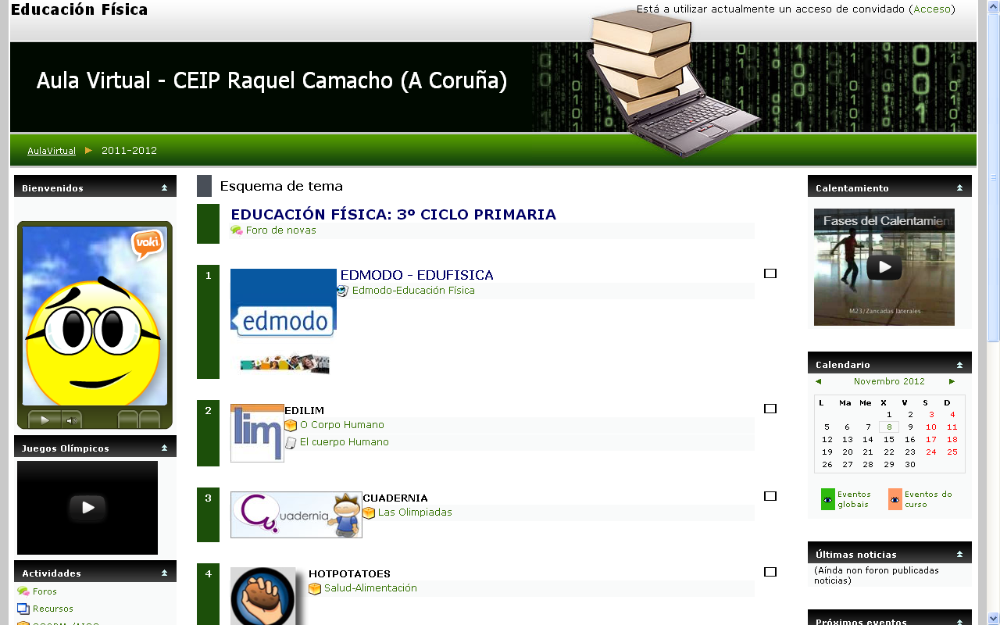 Educación Física
Está a utilizar actualmente un acceso de convidado (Acceso)
Aula Virtual - CEIP Raquel Camacho (A Coruña)
AulaVirtual ► 2011-2012
Bienvenidos
voki
Juegos Olímpicos
Actividades
Foros
Recursos
Esquema de tema
EDUCACIÓN FÍSICA: 3º CICLO PRIMARIA
Foro de novas
1
edmodo
EDMODO - EDUFISICA
Edmodo-Educación Física
2
lim
EDILIM
O Corpo Humano
El cuerpo Humano
3
Cuadernia
CUADERNIA
Las Olimpiadas
4
HOTPOTATOES
Salud-Alimentación
Calentamiento
Fases del Calentamien
M23/Zancadas laterales
Calendario
◄ Novembro 2012 ►
L Ma Me X V S D
1 2 3 4
5 6 7 8 9 10 11
12 13 14 15 16 17 18
19 20 21 22 23 24 25
26 27 28 29 30
Eventos globais
Eventos do curso
Últimas noticias
(Aínda non foron publicadas
noticias)
Próximos eventos